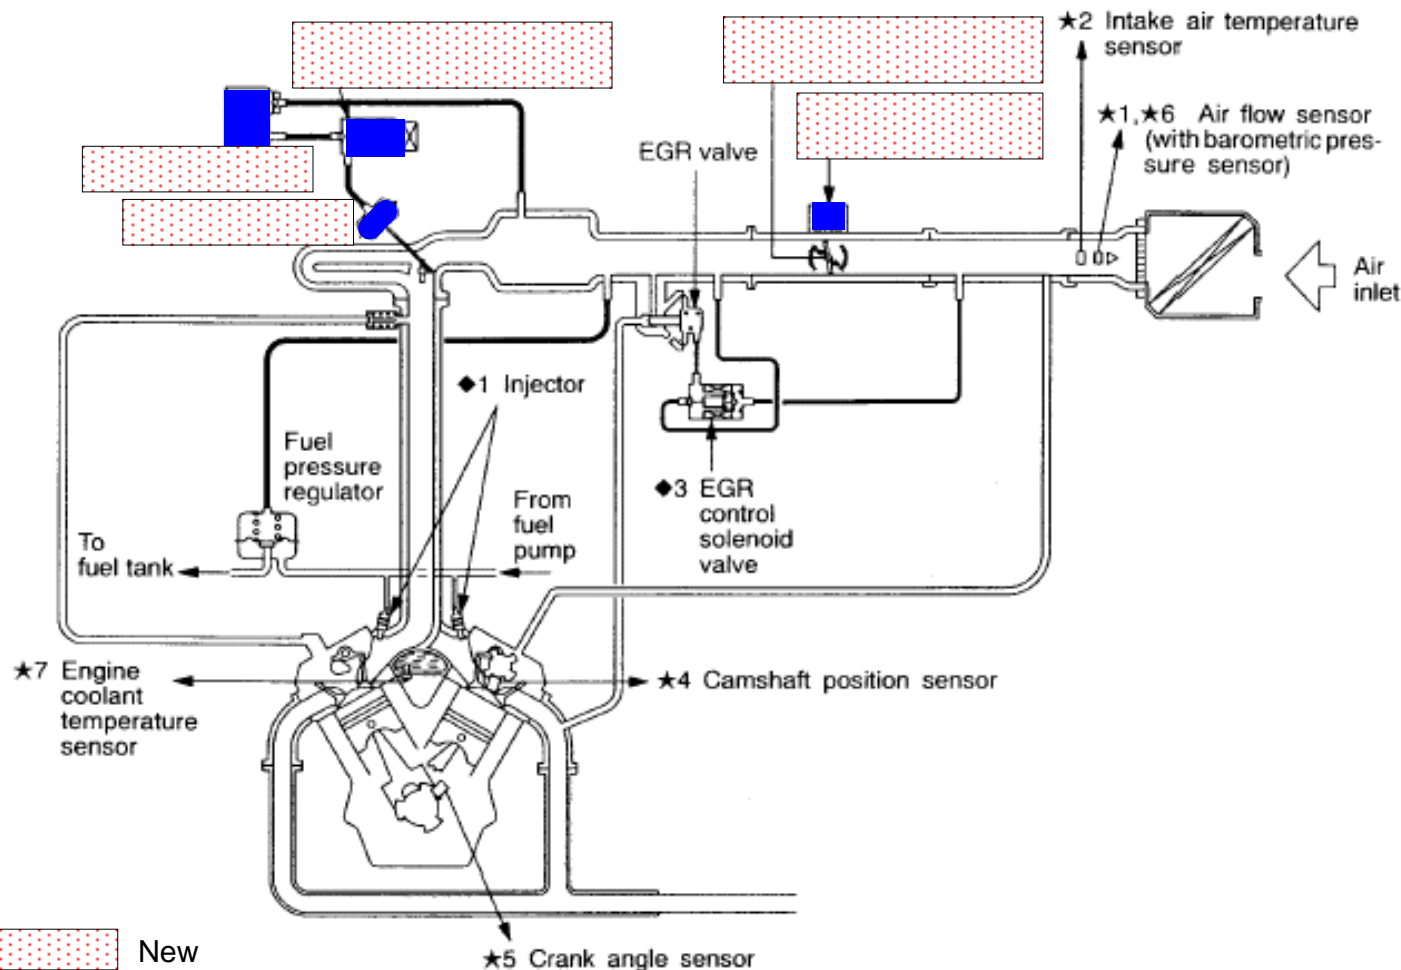 ★2 Intake air temperature
sensor
★1,★6 Air flow sensor
(with barometric pres-
sure sensor)
EGR valve
Air
inlet
◆1 Injector
Fuel
pressure
regulator
From
fuel
pump
◆3 EGR
control
solenoid
valve
To
fuel tank
★7 Engine
coolant
temperature
sensor
★4 Camshaft position sensor
New
★5 Crank angle sensor